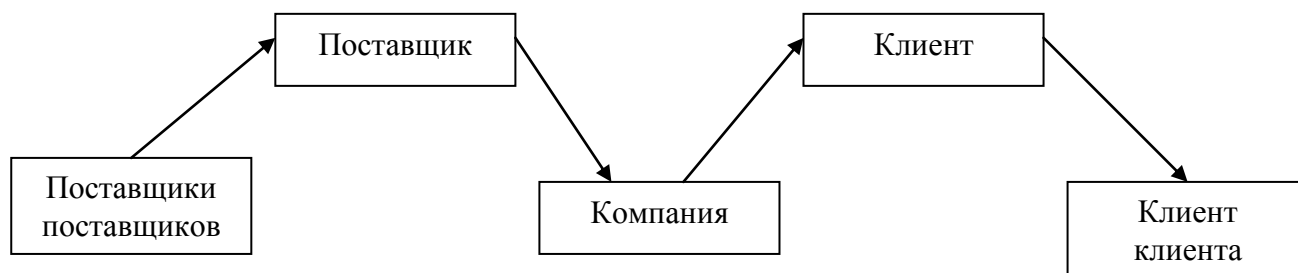 Поставщик
Клиент
Поставщики
поставщиков
Компания
Клиент
клиента